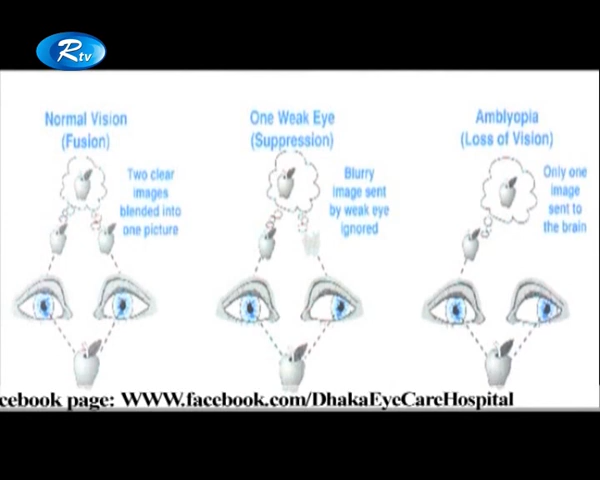 Rtv
Normal Vision
(Fusion)
Two clear
images
blended into
one picture
One Weak Eye
(Suppression)
Blurry
image sent
by weak eye
ignored
Amblyopia
(Loss of Vision)
Only one
image
sent to
the brain
cebook page: WWW.facebook.com/DhakaEyeCareHospital